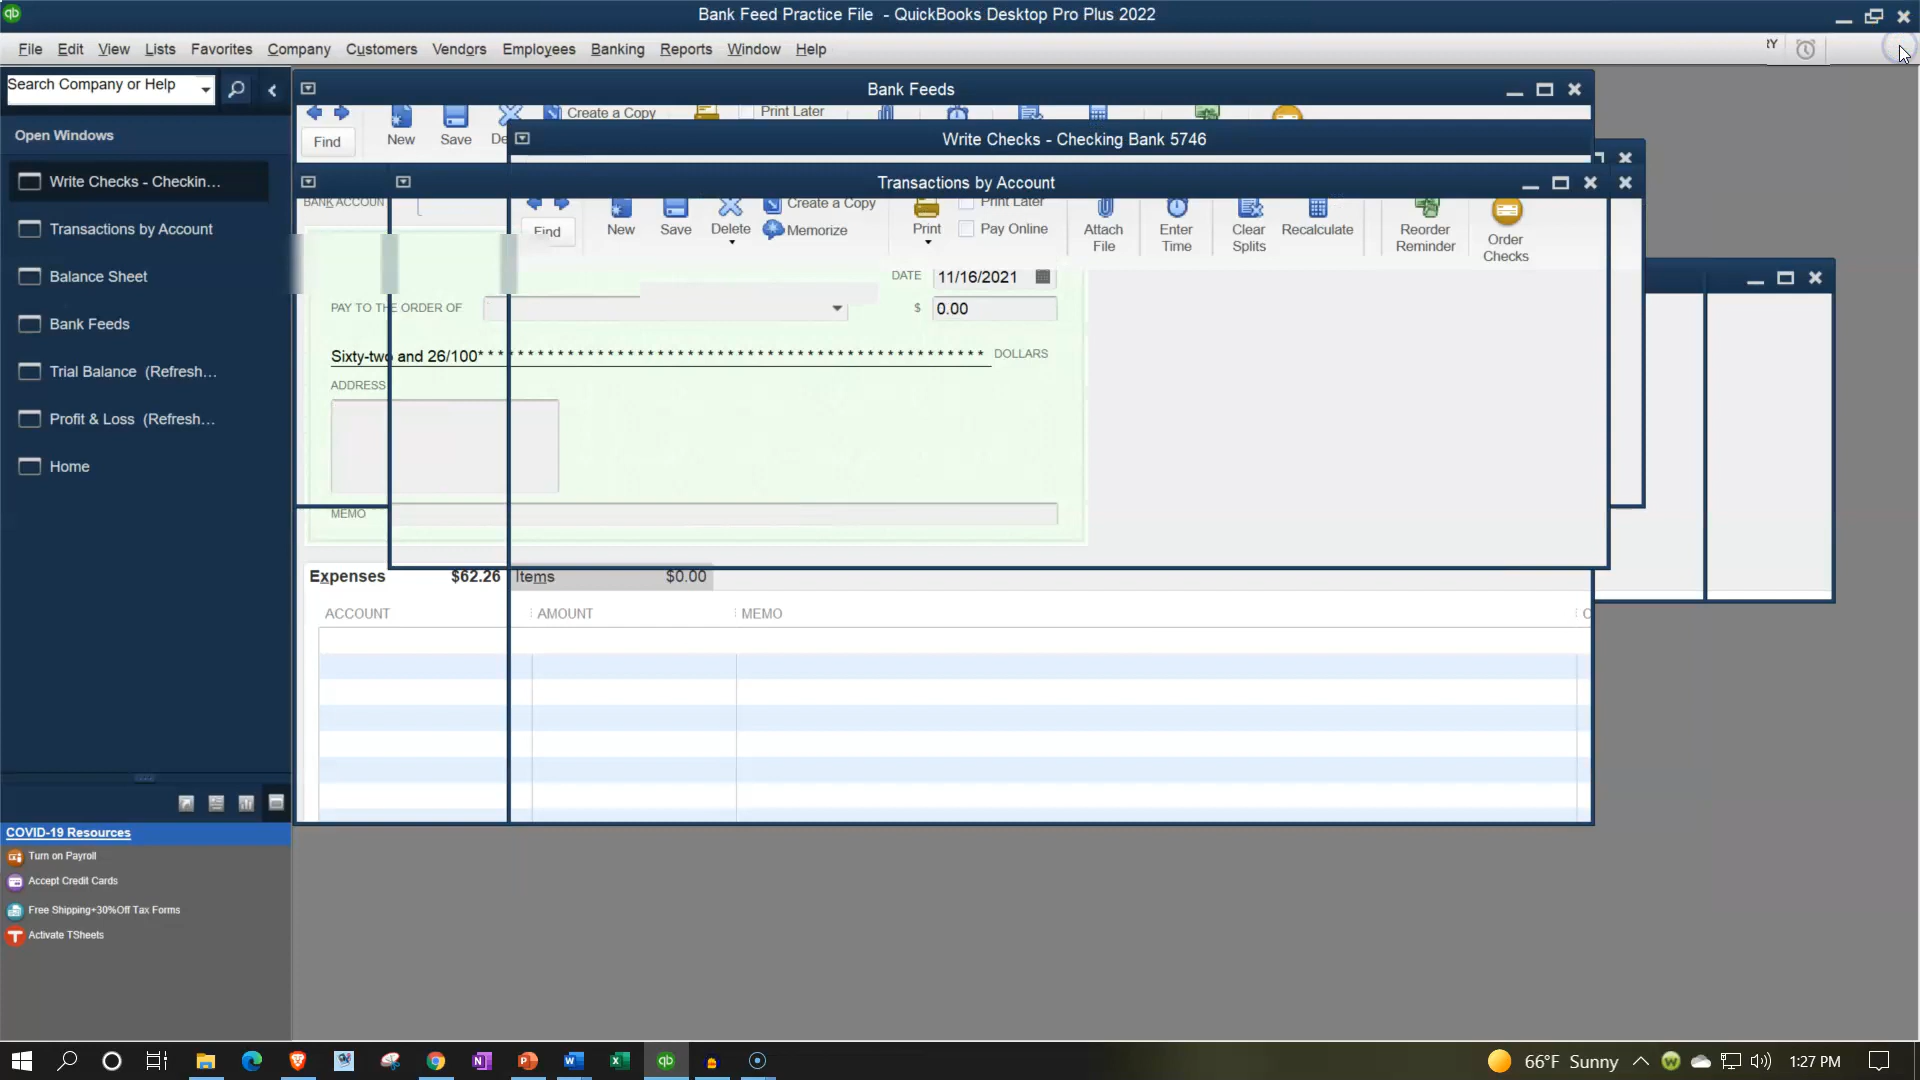 Bank Feed Practice File - QuickBooks Desktop Pro Plus 2022
File Edit View Lists Favorites Company Customers Vendors Employees Banking Reports Window Help
Search Company or Help
Open Windows
Write Checks - Checkin...
Transactions by Account
Balance Sheet
Bank Feeds
Trial Balance (Refresh...
Profit & Loss (Refresh...
Home
COVID-19 Resources
Turn on Payroll
Accept Credit Cards
Free Shipping+30%Off Tax Forms
Activate TSheets
Bank Feeds
Create a Copy Print Later
Find New Save
Write Checks - Checking Bank 5746
Transactions by Account
BANK ACCOUN
Create a Copy Print Later
Find New Save Delete Memorize Print Pay Online Attach File Enter Time Clear Splits Recalculate Reorder Reminder Order Checks
DATE 11/16/2021
PAY TO THE ORDER OF $ 0.00
Sixty-two and 26/100* * * * * * * * * * * * * * * * * * * * * * * * * * * * * * * * * * * * * * * * * * * * * * * * * * * DOLLARS
ADDRESS
MEMO
Expenses $62.26 Items $0.00
ACCOUNT AMOUNT MEMO
66°F Sunny 1:27 PM